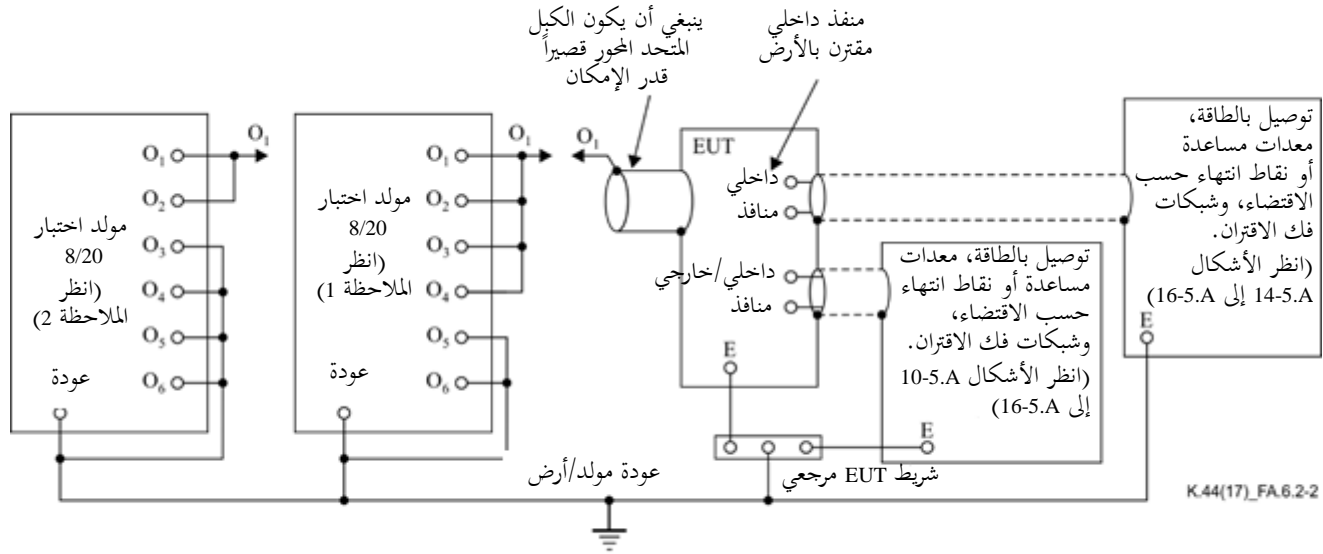 ينبغي أن يكون الكبل
المتحد المحور قصيراً
قدر الإمكان
منفذ داخلي
مقترن بالأرض
O1
O2
O3
O4
O5
O6
O1
مولد اختبار
8/20
(انظر
الملاحظة 2)
عودة
O1
O2
O3
O4
O5
O6
O1
مولد اختبار
8/20
(انظر
الملاحظة 1)
عودة
O1
EUT
داخلي
منافذ
داخلي/خارجي
منافذ
E
توصيل بالطاقة، معدات
مساعدة أو نقاط انتهاء
حسب الاقتضاء،
وشبكات فك الاقتران.
(انظر الأشكال 10-5.A
إلى 16-5.A)
E
توصيل بالطاقة،
معدات مساعدة
أو نقاط انتهاء حسب
الاقتضاء، وشبكات
فك الاقتران.
(انظر الأشكال
14-5.A إلى 16-5.A)
E
شريط EUT مرجعي
عودة مولد/أرض
K.44(17)_FA.6.2-2